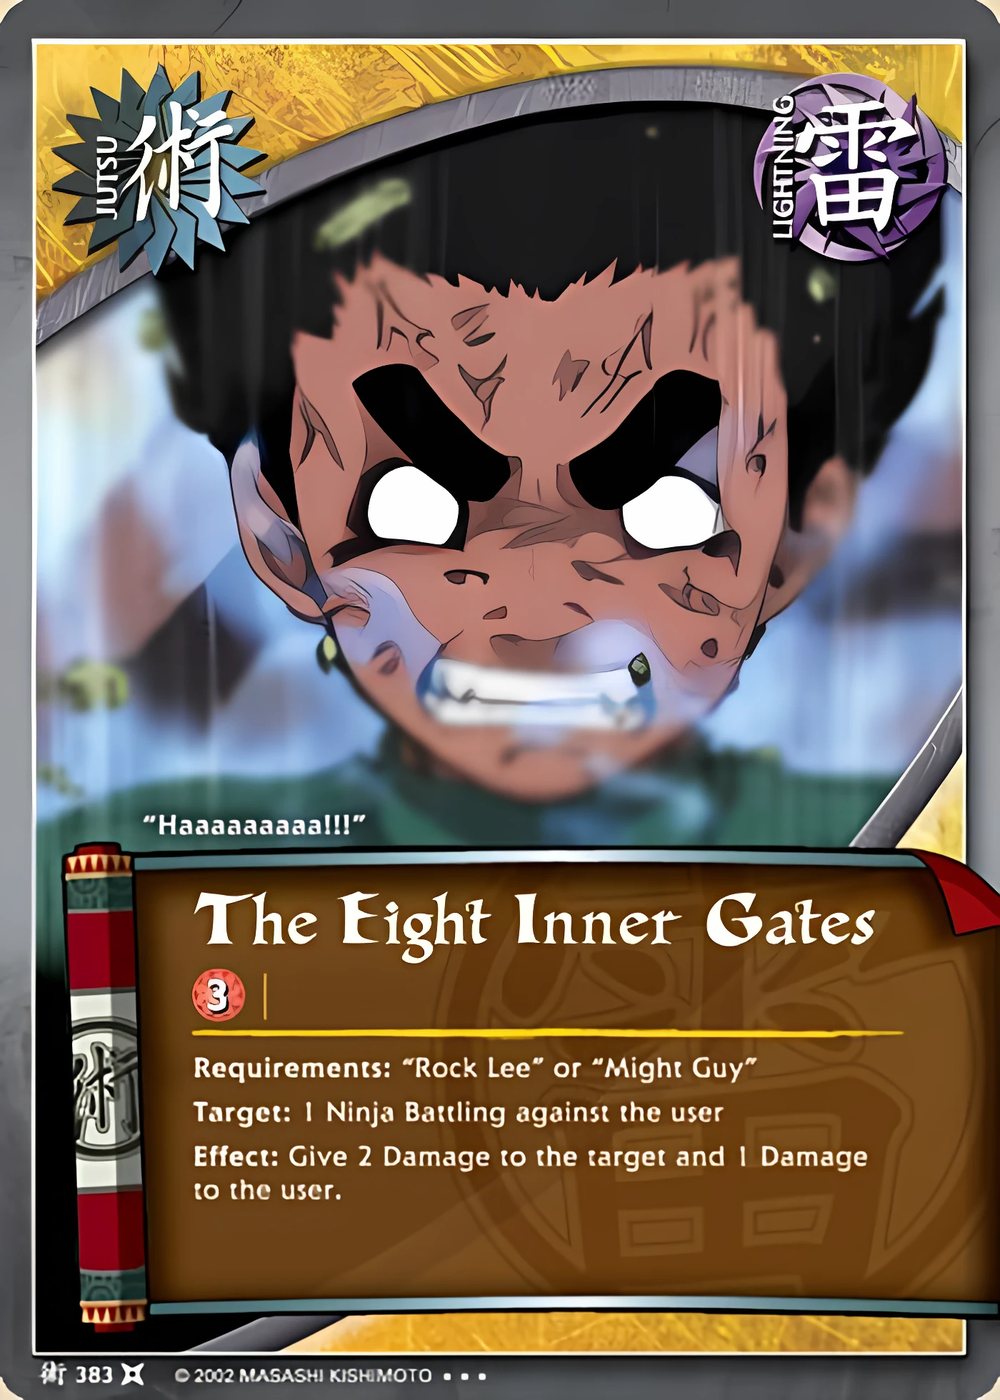 JUTSU
術
LIGHTNING
雷
“Haaaaaaaaaa!!!”
The Eight Inner Gates
3
Requirements: “Rock Lee” or “Might Guy”
Target: 1 Ninja Battling against the user
Effect: Give 2 Damage to the target and 1 Damage
to the user.
術
術 383
© 2002 MASASHI KISHIMOTO